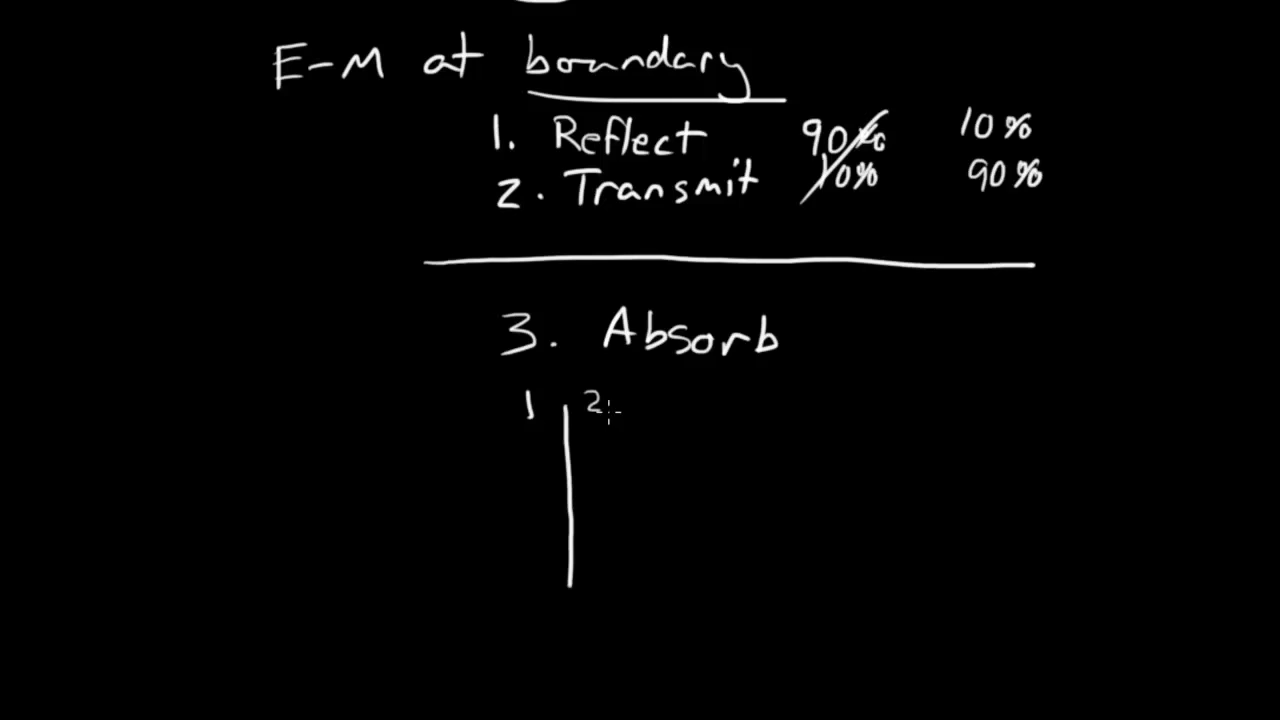 E-M at boundary
1. Reflect 90% 10%
2. Transmit 10% 90%
3. Absorb
1 2